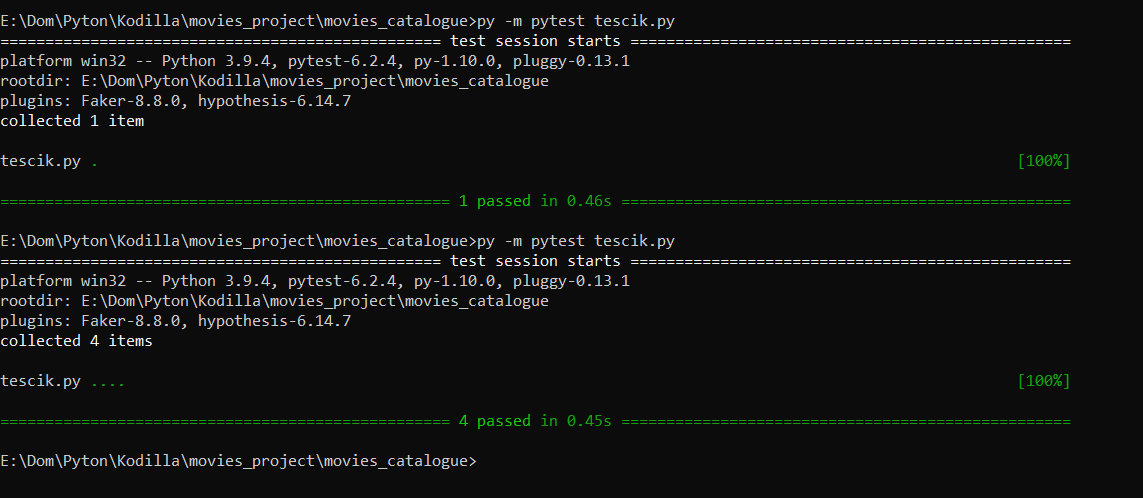 E:\Dom\Pyton\Kodilla\movies_project\movies_catalogue>py -m pytest tescik.py
================================================= test session starts =================================================
platform win32 -- Python 3.9.4, pytest-6.2.4, py-1.10.0, pluggy-0.13.1
rootdir: E:\Dom\Pyton\Kodilla\movies_project\movies_catalogue
plugins: Faker-8.8.0, hypothesis-6.14.7
collected 1 item
tescik.py . [100%]
================================================== 1 passed in 0.46s ==================================================
E:\Dom\Pyton\Kodilla\movies_project\movies_catalogue>py -m pytest tescik.py
================================================= test session starts =================================================
platform win32 -- Python 3.9.4, pytest-6.2.4, py-1.10.0, pluggy-0.13.1
rootdir: E:\Dom\Pyton\Kodilla\movies_project\movies_catalogue
plugins: Faker-8.8.0, hypothesis-6.14.7
collected 4 items
tescik.py .... [100%]
================================================== 4 passed in 0.45s ==================================================
E:\Dom\Pyton\Kodilla\movies_project\movies_catalogue>